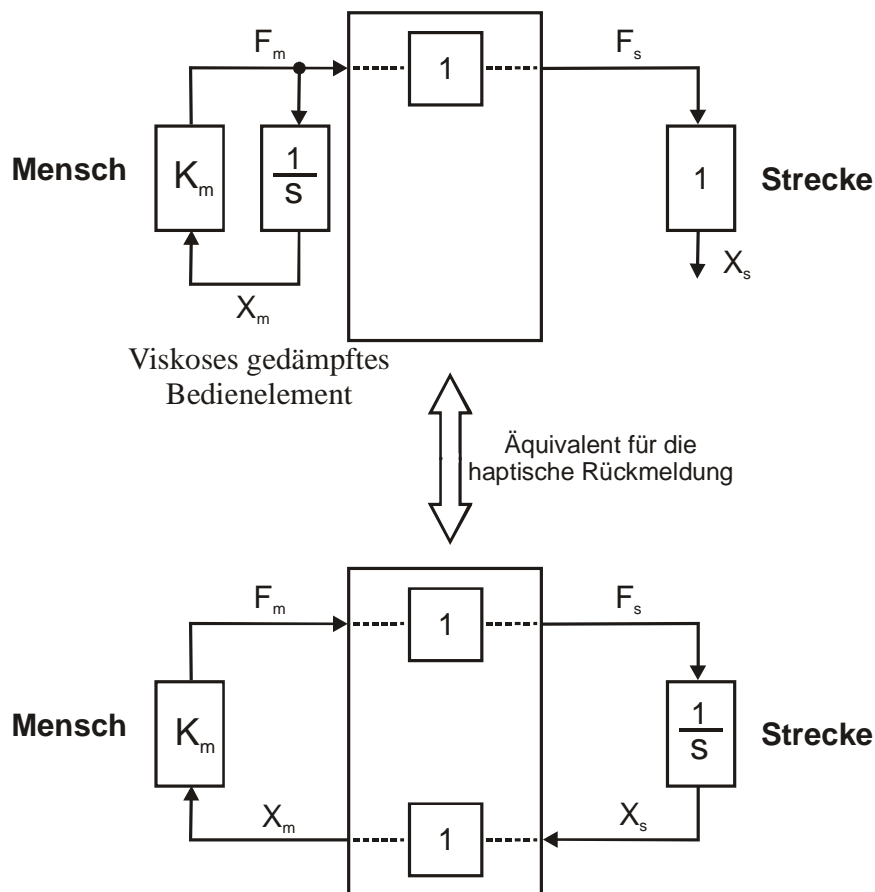 F_m
1
F_s
Mensch
K_m
1/s
1
Strecke
X_m
X_s
Viskoses gedämpftes
Bedienelement
Äquivalent für die
haptische Rückmeldung
F_m
1
F_s
Mensch
K_m
1/s
Strecke
X_m
1
X_s